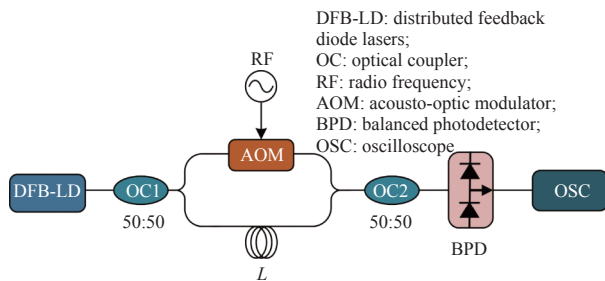 DFB-LD: distributed feedback
diode lasers;
OC: optical coupler;
RF: radio frequency;
AOM: acousto-optic modulator;
BPD: balanced photodetector;
OSC: oscilloscope
RF
AOM
DFB-LD
OC1
OC2
OSC
50:50
50:50
BPD
L